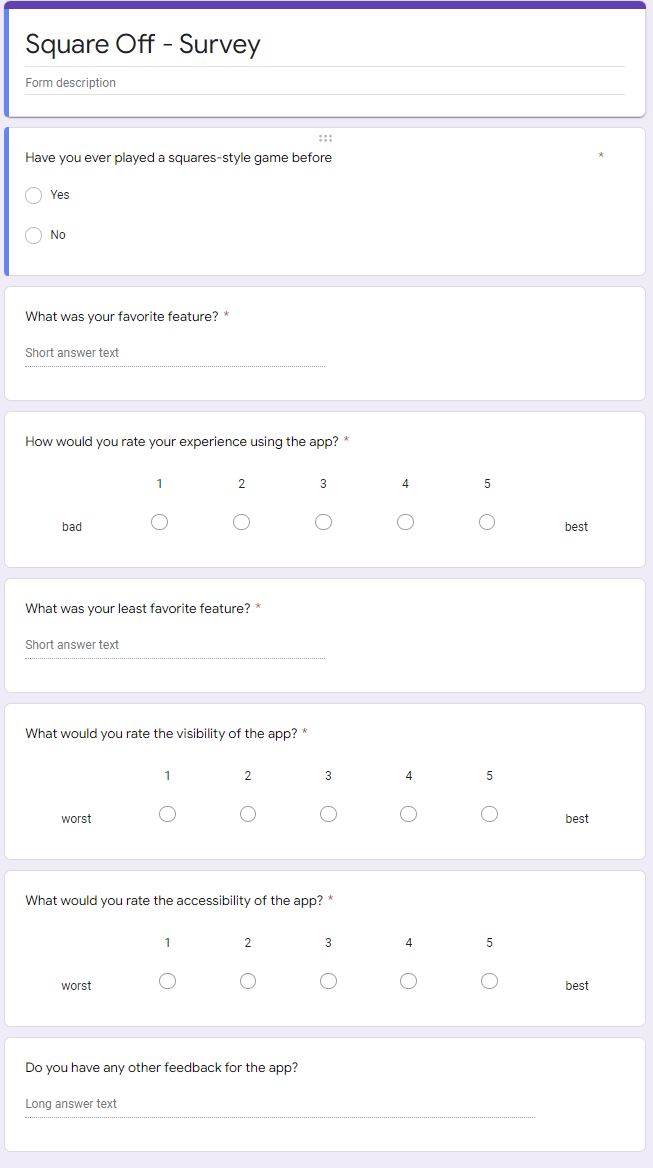 Square Off - Survey
Form description
Have you ever played a squares-style game before *
Yes
No
What was your favorite feature? *
Short answer text
How would you rate your experience using the app? *
1 2 3 4 5
bad best
What was your least favorite feature? *
Short answer text
What would you rate the visibility of the app? *
1 2 3 4 5
worst best
What would you rate the accessibility of the app? *
1 2 3 4 5
worst best
Do you have any other feedback for the app?
Long answer text